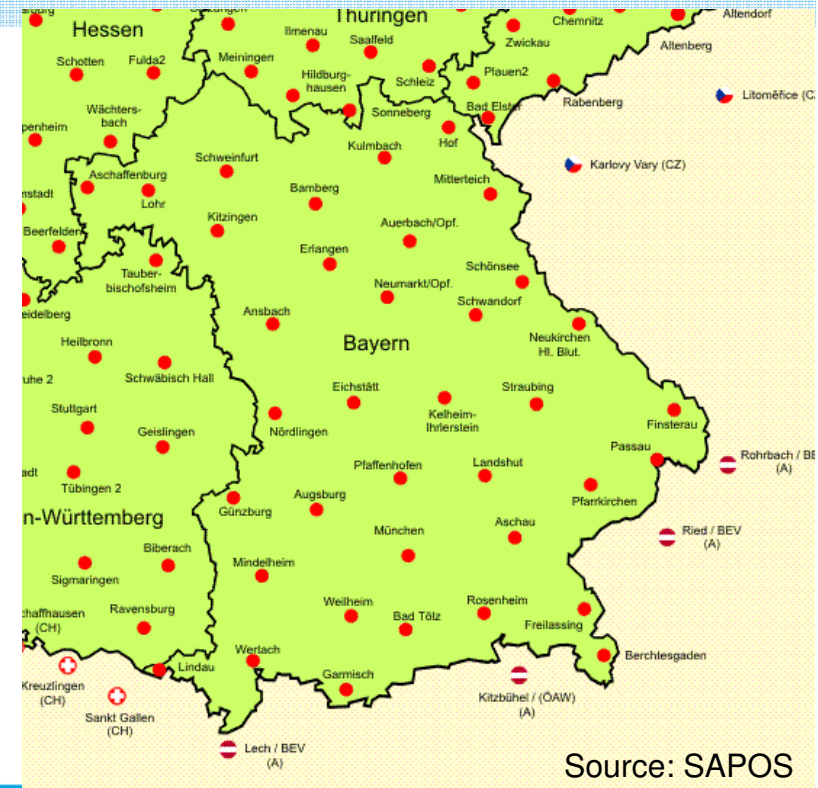 Thüringen
Altendorf
Hessen
Ilmenau
Saalfeld
Chemnitz
Zwickau
Altenberg
Schotten
Fulda2
Meiningen
Hildburg-
hausen
Schleiz
Plauen2
Litoměřice
Rabenberg
Wächters-
bach
Sonneberg
Bad Elster
Kulmbach
Hof
Karlovy Vary (CZ)
Schweinfurt
Aschaffenburg
Lohr
Bamberg
Mitterteich
Kitzingen
Auerbach/Opf.
Beerfelden
Erlangen
Tauber-
bischofsheim
Schönsee
Neumarkt/Opf.
Schwandorf
Ansbach
Neukirchen
Hl. Blut.
Heilbronn
Bayern
Schwäbisch Hall
Eichstätt
Straubing
Stuttgart
Kelheim-
Ihrlerstein
Nördlingen
Finsterau
Geislingen
Passau
Rohrbach / BE
(A)
Pfaffenhofen
Landshut
Tübingen 2
Augsburg
Pfarrkirchen
Günzburg
n-Württemberg
München
Aschau
Ried / BEV
(A)
Biberach
Mindelheim
Sigmaringen
Ravensburg
Weilheim
Bad Tölz
Rosenheim
Freilassing
chaffhausen
(CH)
Wertach
Lindau
Garmisch
Berchtesgaden
Kreuzlingen
(CH)
Kitzbühel / (ÖAW)
(A)
Sankt Gallen
(CH)
Lech / BEV
(A)
Source: SAPOS